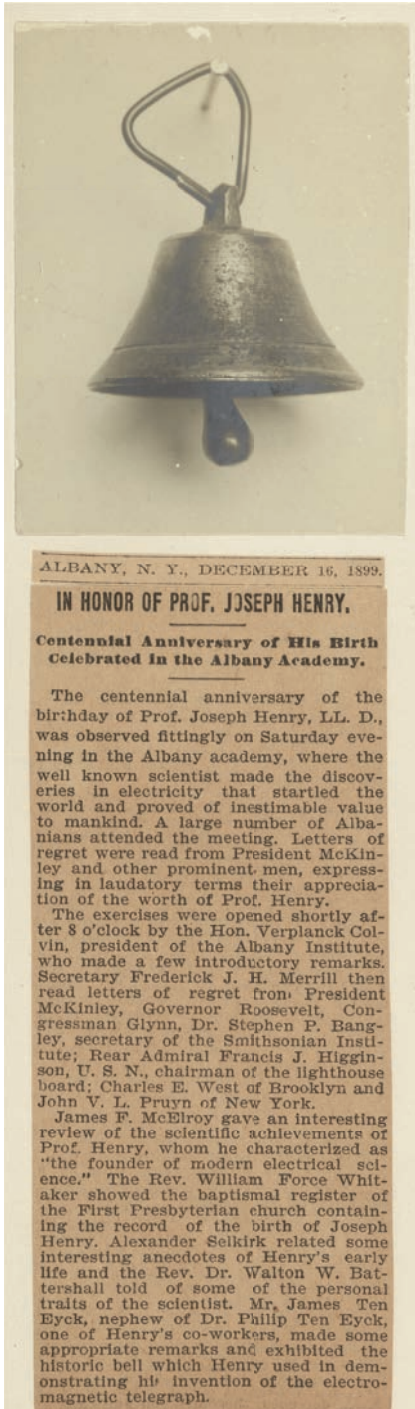 ALBANY, N. Y., DECEMBER 16, 1899.
IN HONOR OF PROF. JOSEPH HENRY.
Centennial Anniversary of His Birth
Celebrated in the Albany Academy.
The centennial anniversary of the
birthday of Prof. Joseph Henry, LL. D.,
was observed fittingly on Saturday eve-
ning in the Albany academy, where the
well known scientist made the discov-
eries in electricity that startled the
world and proved of inestimable value
to mankind. A large number of Alba-
nians attended the meeting. Letters of
regret were read from President McKin-
ley and other prominent men, express-
ing in laudatory terms their apprecia-
tion of the worth of Prof. Henry.
The exercises were opened shortly af-
ter 8 o'clock by the Hon. Verplanck Col-
vin, president of the Albany Institute,
who made a few introductory remarks.
Secretary Frederick J. H. Merrill then
read letters of regret from President
McKinley, Governor Roosevelt, Con-
gressman Glynn, Dr. Stephen P. Bang-
ley, secretary of the Smithsonian Insti-
tute; Rear Admiral Francis J. Higgin-
son, U. S. N., chairman of the lighthouse
board; Charles E. West of Brooklyn and
John V. L. Pruyn of New York.
James F. McElroy gave an interesting
review of the scientific achievements of
Prof. Henry, whom he characterized as
"the founder of modern electrical sci-
ence." The Rev. William Force Whit-
aker showed the baptismal register of
the First Presbyterian church contain-
ing the record of the birth of Joseph
Henry. Alexander Selkirk related some
interesting anecdotes of Henry's early
life and the Rev. Dr. Walton W. Bat-
tershall told of some of the personal
traits of the scientist. Mr. James Ten
Eyck, nephew of Dr. Philip Ten Eyck,
one of Henry's co-workers, made some
appropriate remarks and exhibited the
historic bell which Henry used in dem-
onstrating his invention of the electro-
magnetic telegraph.